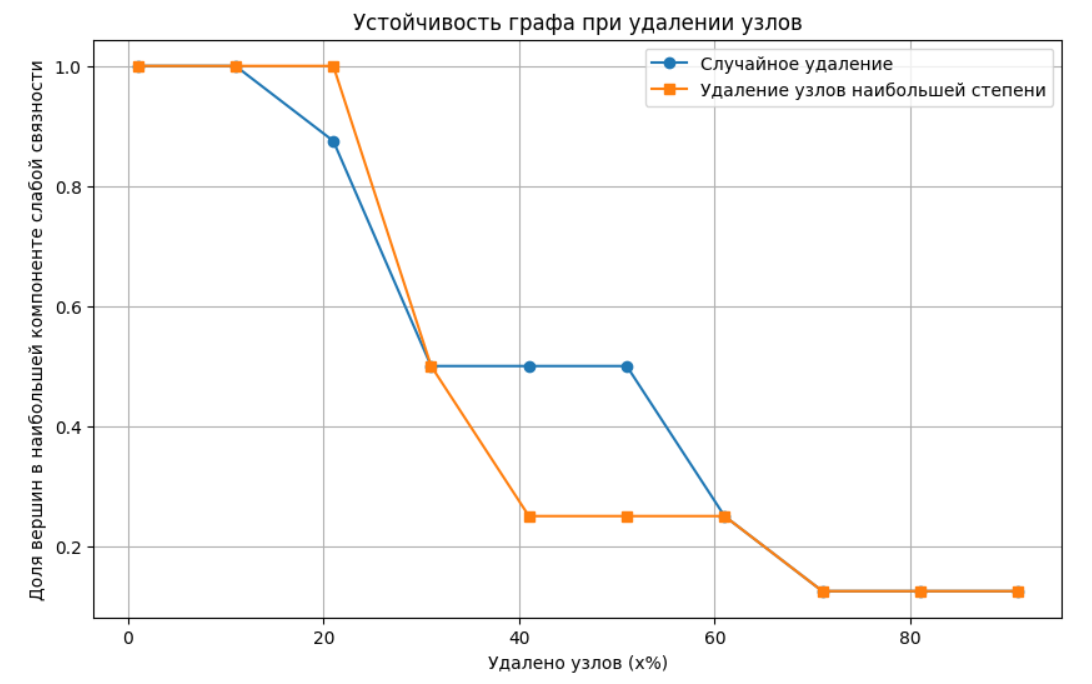 Устойчивость графа при удалении узлов
Случайное удаление
Удаление узлов наибольшей степени
Доля вершин в наибольшей компоненте слабой связности
1.0
0.8
0.6
0.4
0.2
0 20 40 60 80
Удалено узлов (x%)